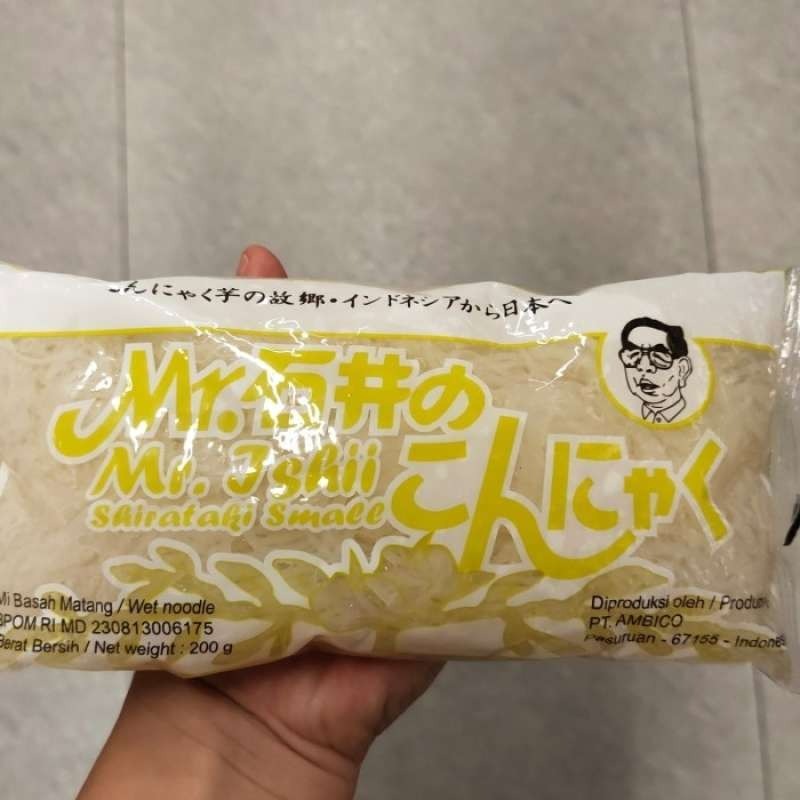 こんにゃく芋の故郷・インドネシアから日本へ
Mr.石井の
Mr. Ishii
Shirataki Small
こんにゃく
Mi Basah Matang / Wet noodle
BPOM RI MD 230813006175
Berat Bersih / Net weight : 200 g
Diproduksi oleh /
PT. AMBICO
Pasuruan - 67155 -